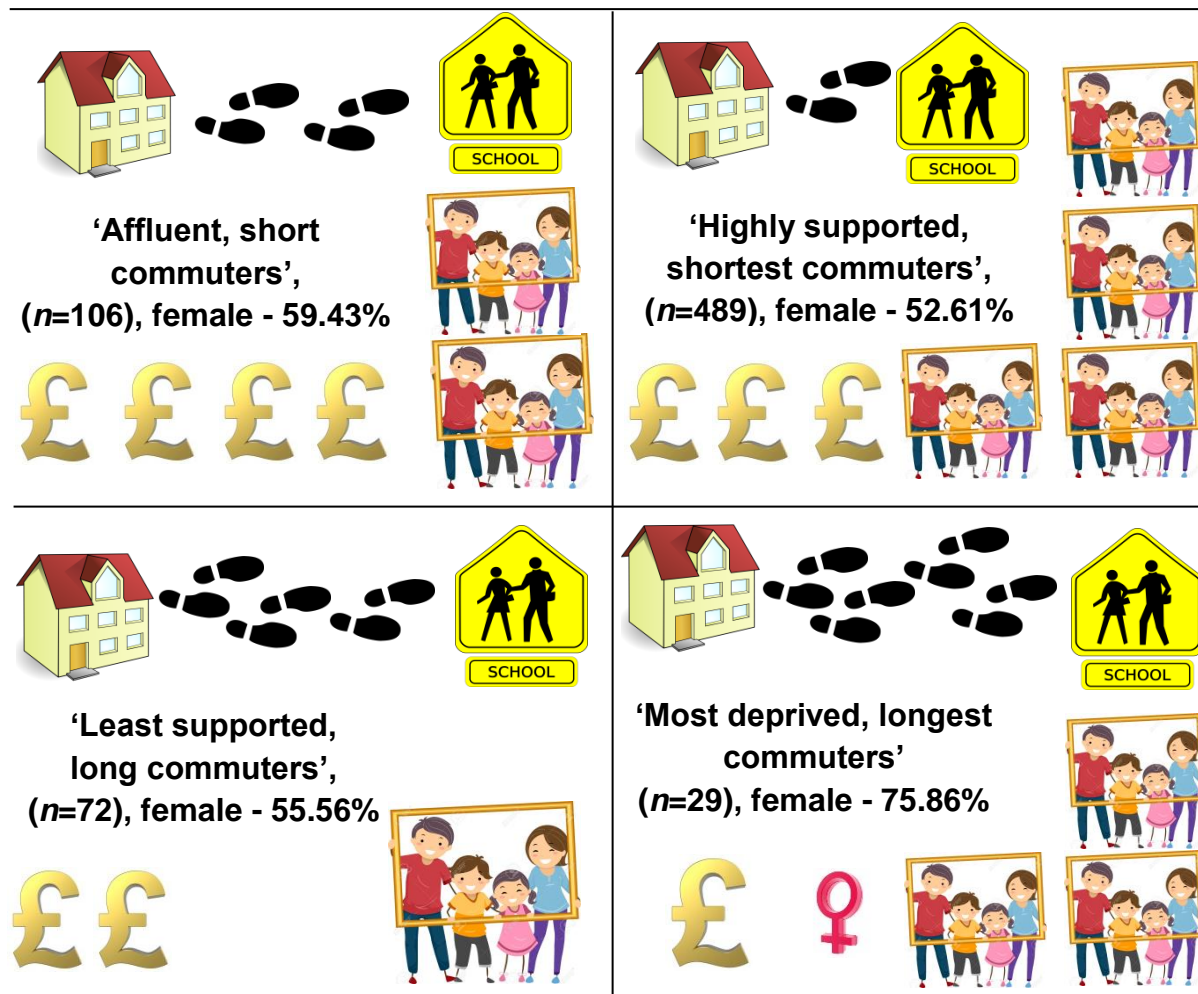 SCHOOL
‘Affluent, short
commuters’,
(n=106), female - 59.43%
£ £ £ £
SCHOOL
‘Highly supported,
shortest commuters’,
(n=489), female - 52.61%
£ £ £
SCHOOL
‘Least supported,
long commuters’,
(n=72), female - 55.56%
£ £
SCHOOL
‘Most deprived, longest
commuters’
(n=29), female - 75.86%
£